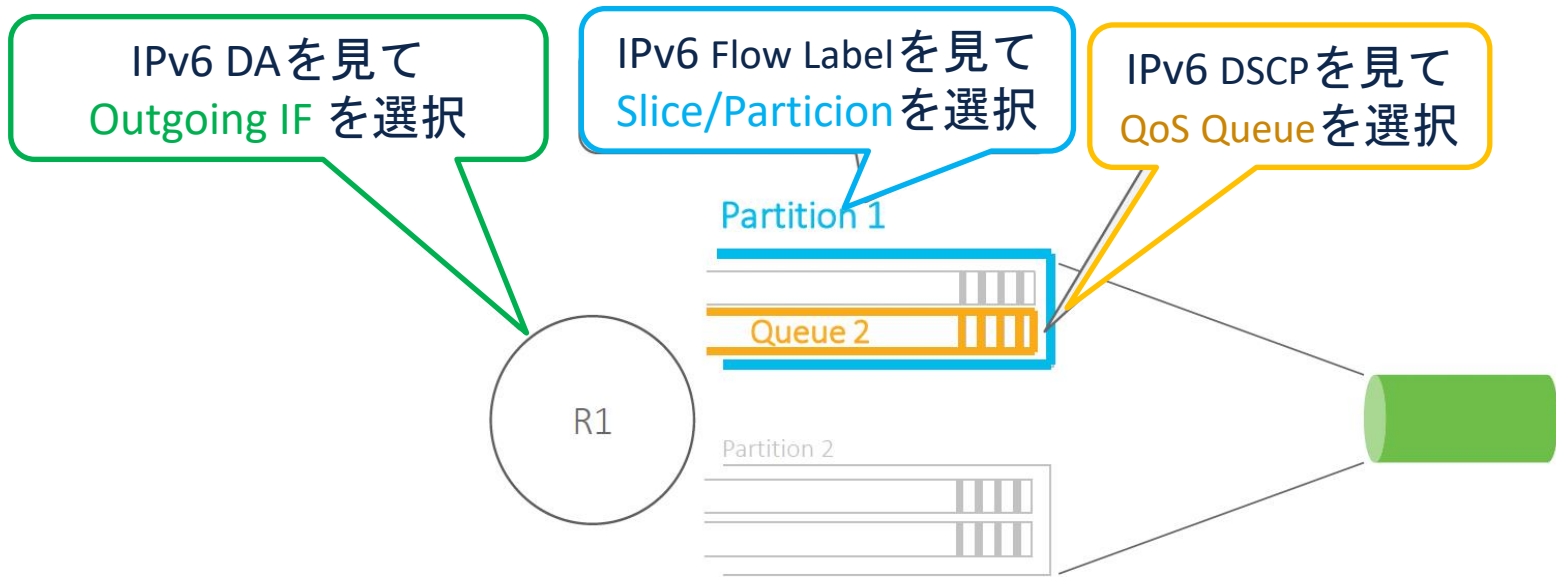 IPv6 DAを見て
Outgoing IF を選択
IPv6 Flow Labelを見て
Slice/Particionを選択
IPv6 DSCPを見て
QoS Queueを選択
Partition 1
Queue 2
R1
Partition 2